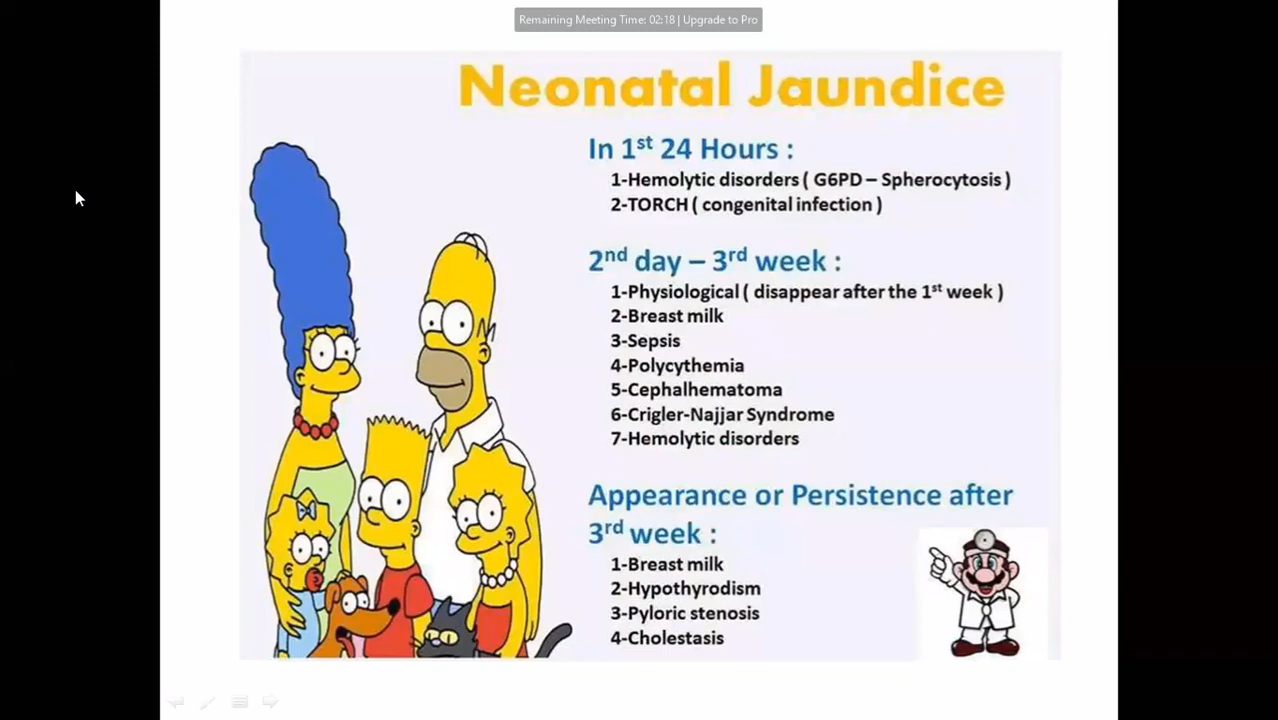 Remaining Meeting Time: 02:18 | Upgrade to Pro
Neonatal Jaundice
In 1st 24 Hours :
1-Hemolytic disorders ( G6PD – Spherocytosis )
2-TORCH ( congenital infection )
2nd day – 3rd week :
1-Physiological ( disappear after the 1st week )
2-Breast milk
3-Sepsis
4-Polycythemia
5-Cephalhematoma
6-Crigler-Najjar Syndrome
7-Hemolytic disorders
Appearance or Persistence after
3rd week :
1-Breast milk
2-Hypothyrodism
3-Pyloric stenosis
4-Cholestasis